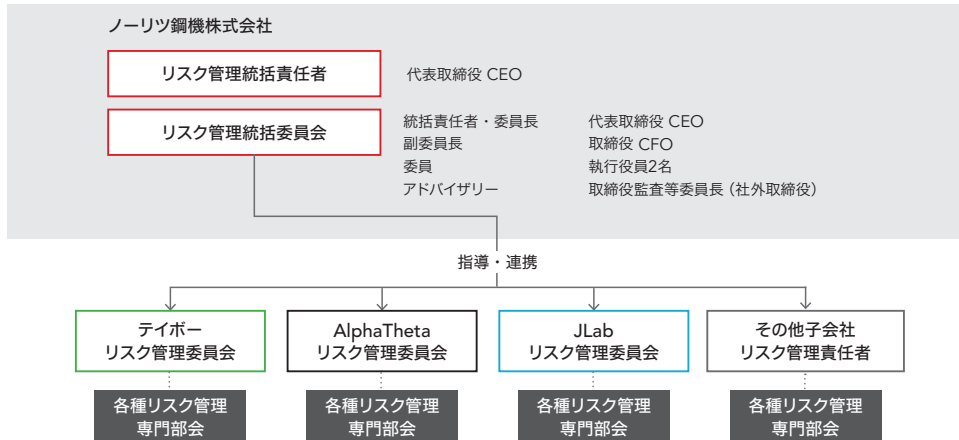 ノーリツ鋼機株式会社
リスク管理統括責任者
代表取締役 CEO
リスク管理統括委員会
統括責任者・委員長 代表取締役 CEO
副委員長 取締役 CFO
委員 執行役員2名
アドバイザリー 取締役監査等委員長（社外取締役）
指導・連携
テイボー
リスク管理委員会
AlphaTheta
リスク管理委員会
JLab
リスク管理委員会
その他子会社
リスク管理責任者
各種リスク管理
専門部会
各種リスク管理
専門部会
各種リスク管理
専門部会
各種リスク管理
専門部会